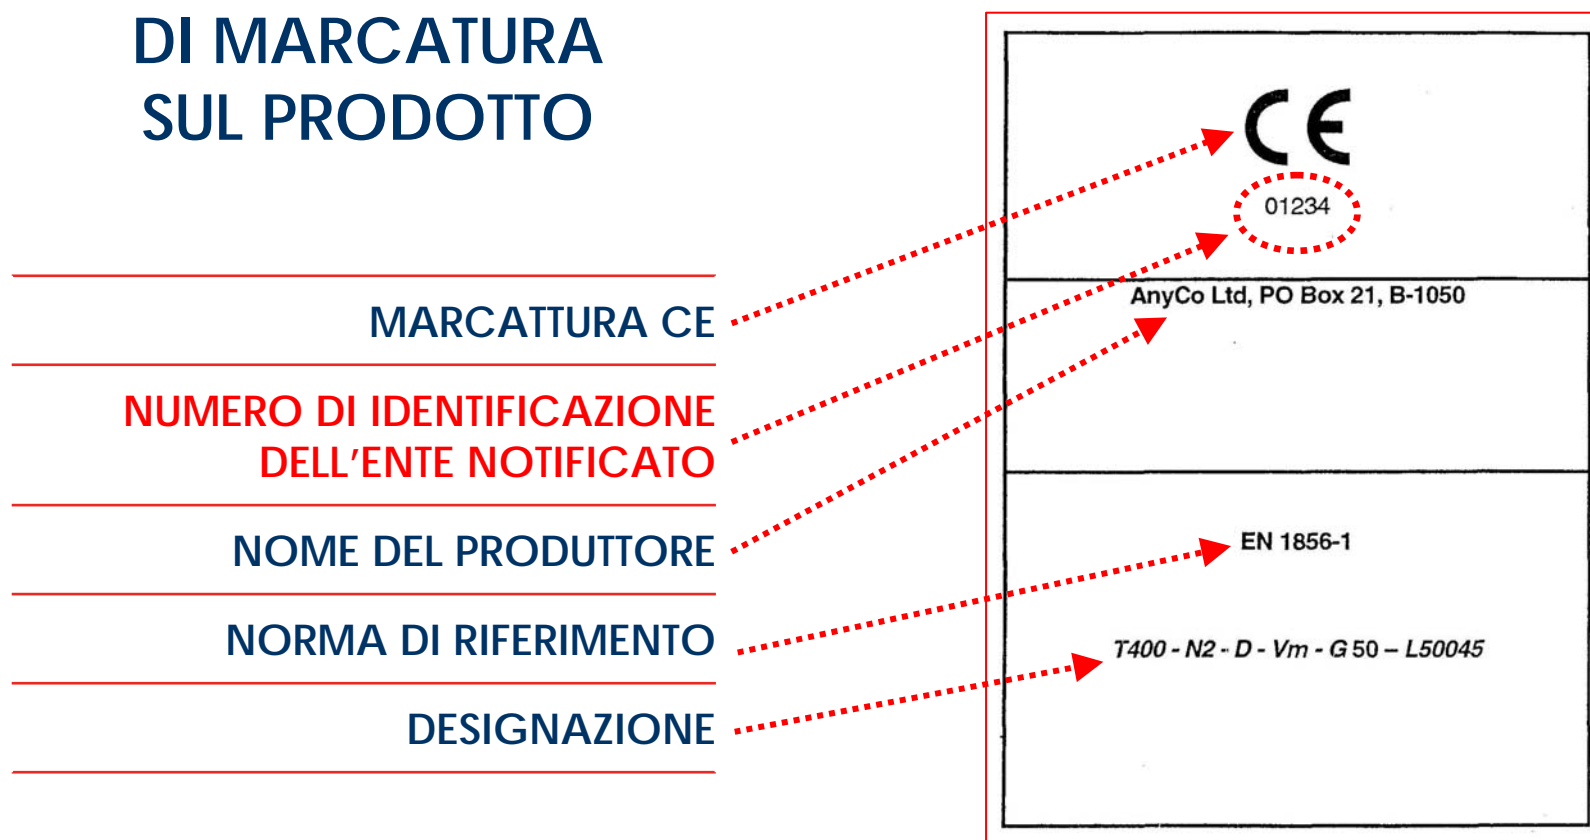 DI MARCATURA
SUL PRODOTTO
MARCATTURA CE
NUMERO DI IDENTIFICAZIONE
DELL'ENTE NOTIFICATO
NOME DEL PRODUTTORE
NORMA DI RIFERIMENTO
DESIGNAZIONE
CE
01234
AnyCo Ltd, PO Box 21, B-1050
EN 1856-1
T400 - N2 - D - Vm - G 50 – L50045